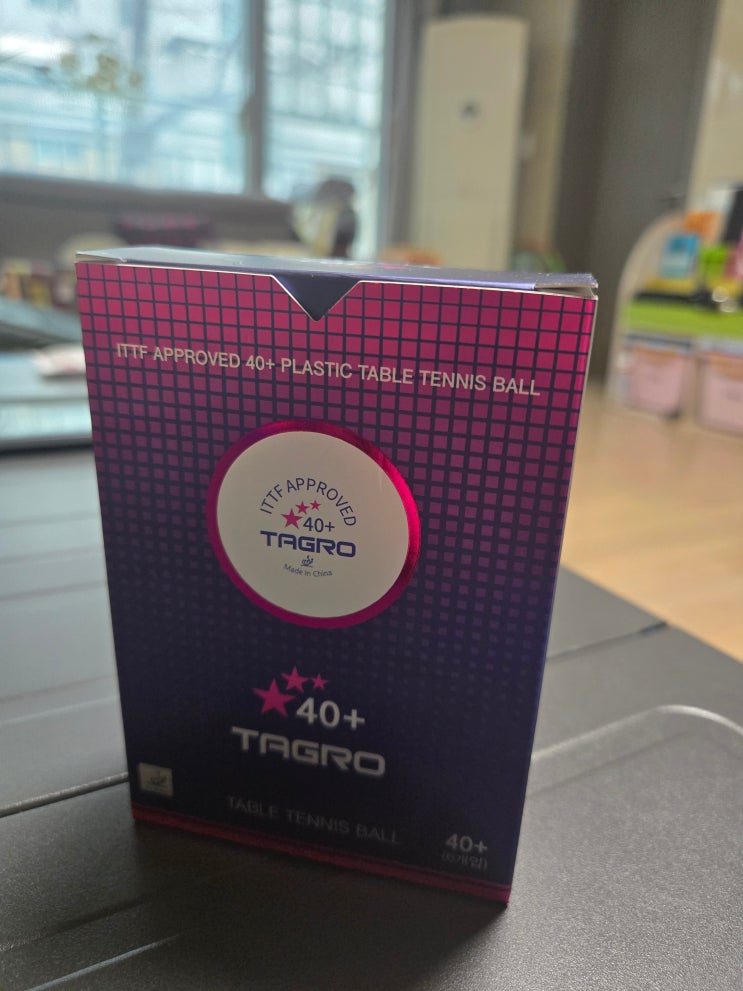 ITTF APPROVED 40+ PLASTIC TABLE TENNIS BALL
ITTF APPROVED
40+
TAGRO
Made in China
40+
TAGRO
TABLE TENNIS BALL
40+